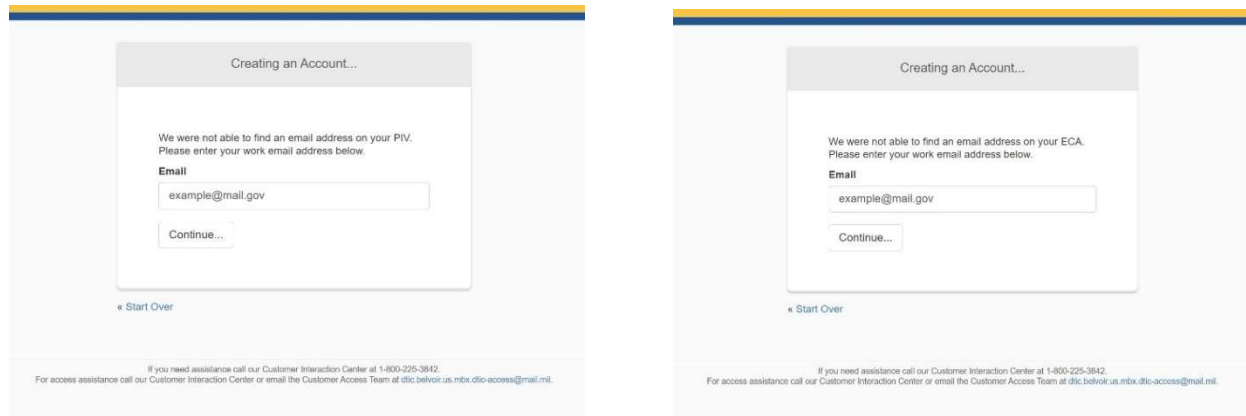 Creating an Account...
We were not able to find an email address on your PIV.
Please enter your work email address below.
Email
example@mail.gov
Continue...
« Start Over
If you need assistance call our Customer Interaction Center at 1-800-225-3842.
For access assistance call our Customer Interaction Center or email the Customer Access Team at dtic.belvoir.us.mbx.dtic-access@mail.mil.
Creating an Account...
We were not able to find an email address on your ECA.
Please enter your work email address below.
Email
example@mail.gov
Continue...
« Start Over
If you need assistance call our Customer Interaction Center at 1-800-225-3842.
For access assistance call our Customer Interaction Center or email the Customer Access Team at dtic.belvoir.us.mbx.dtic-access@mail.mil.